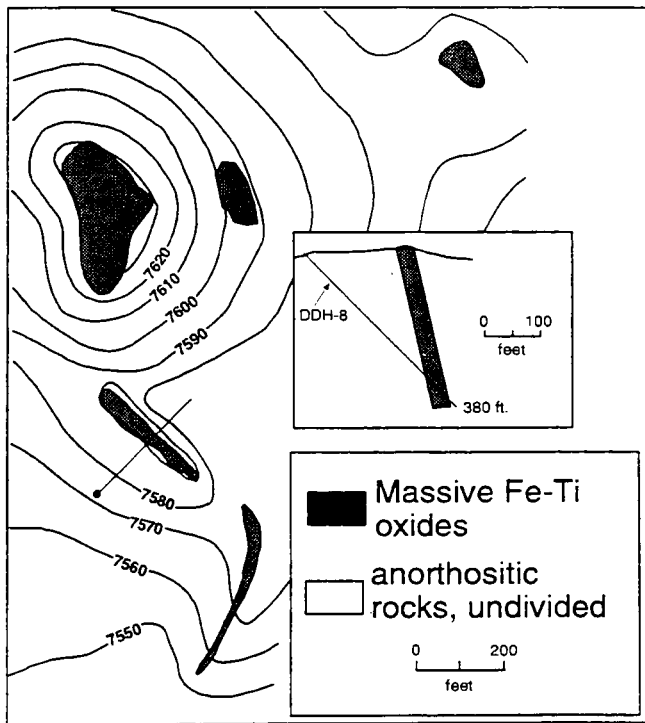 7620
7610
7600
7590
DDH-8
0 100
feet
380 ft.
7580
7570
7560
7550
Massive Fe-Ti
oxides
anorthositic
rocks, undivided
0 200
feet